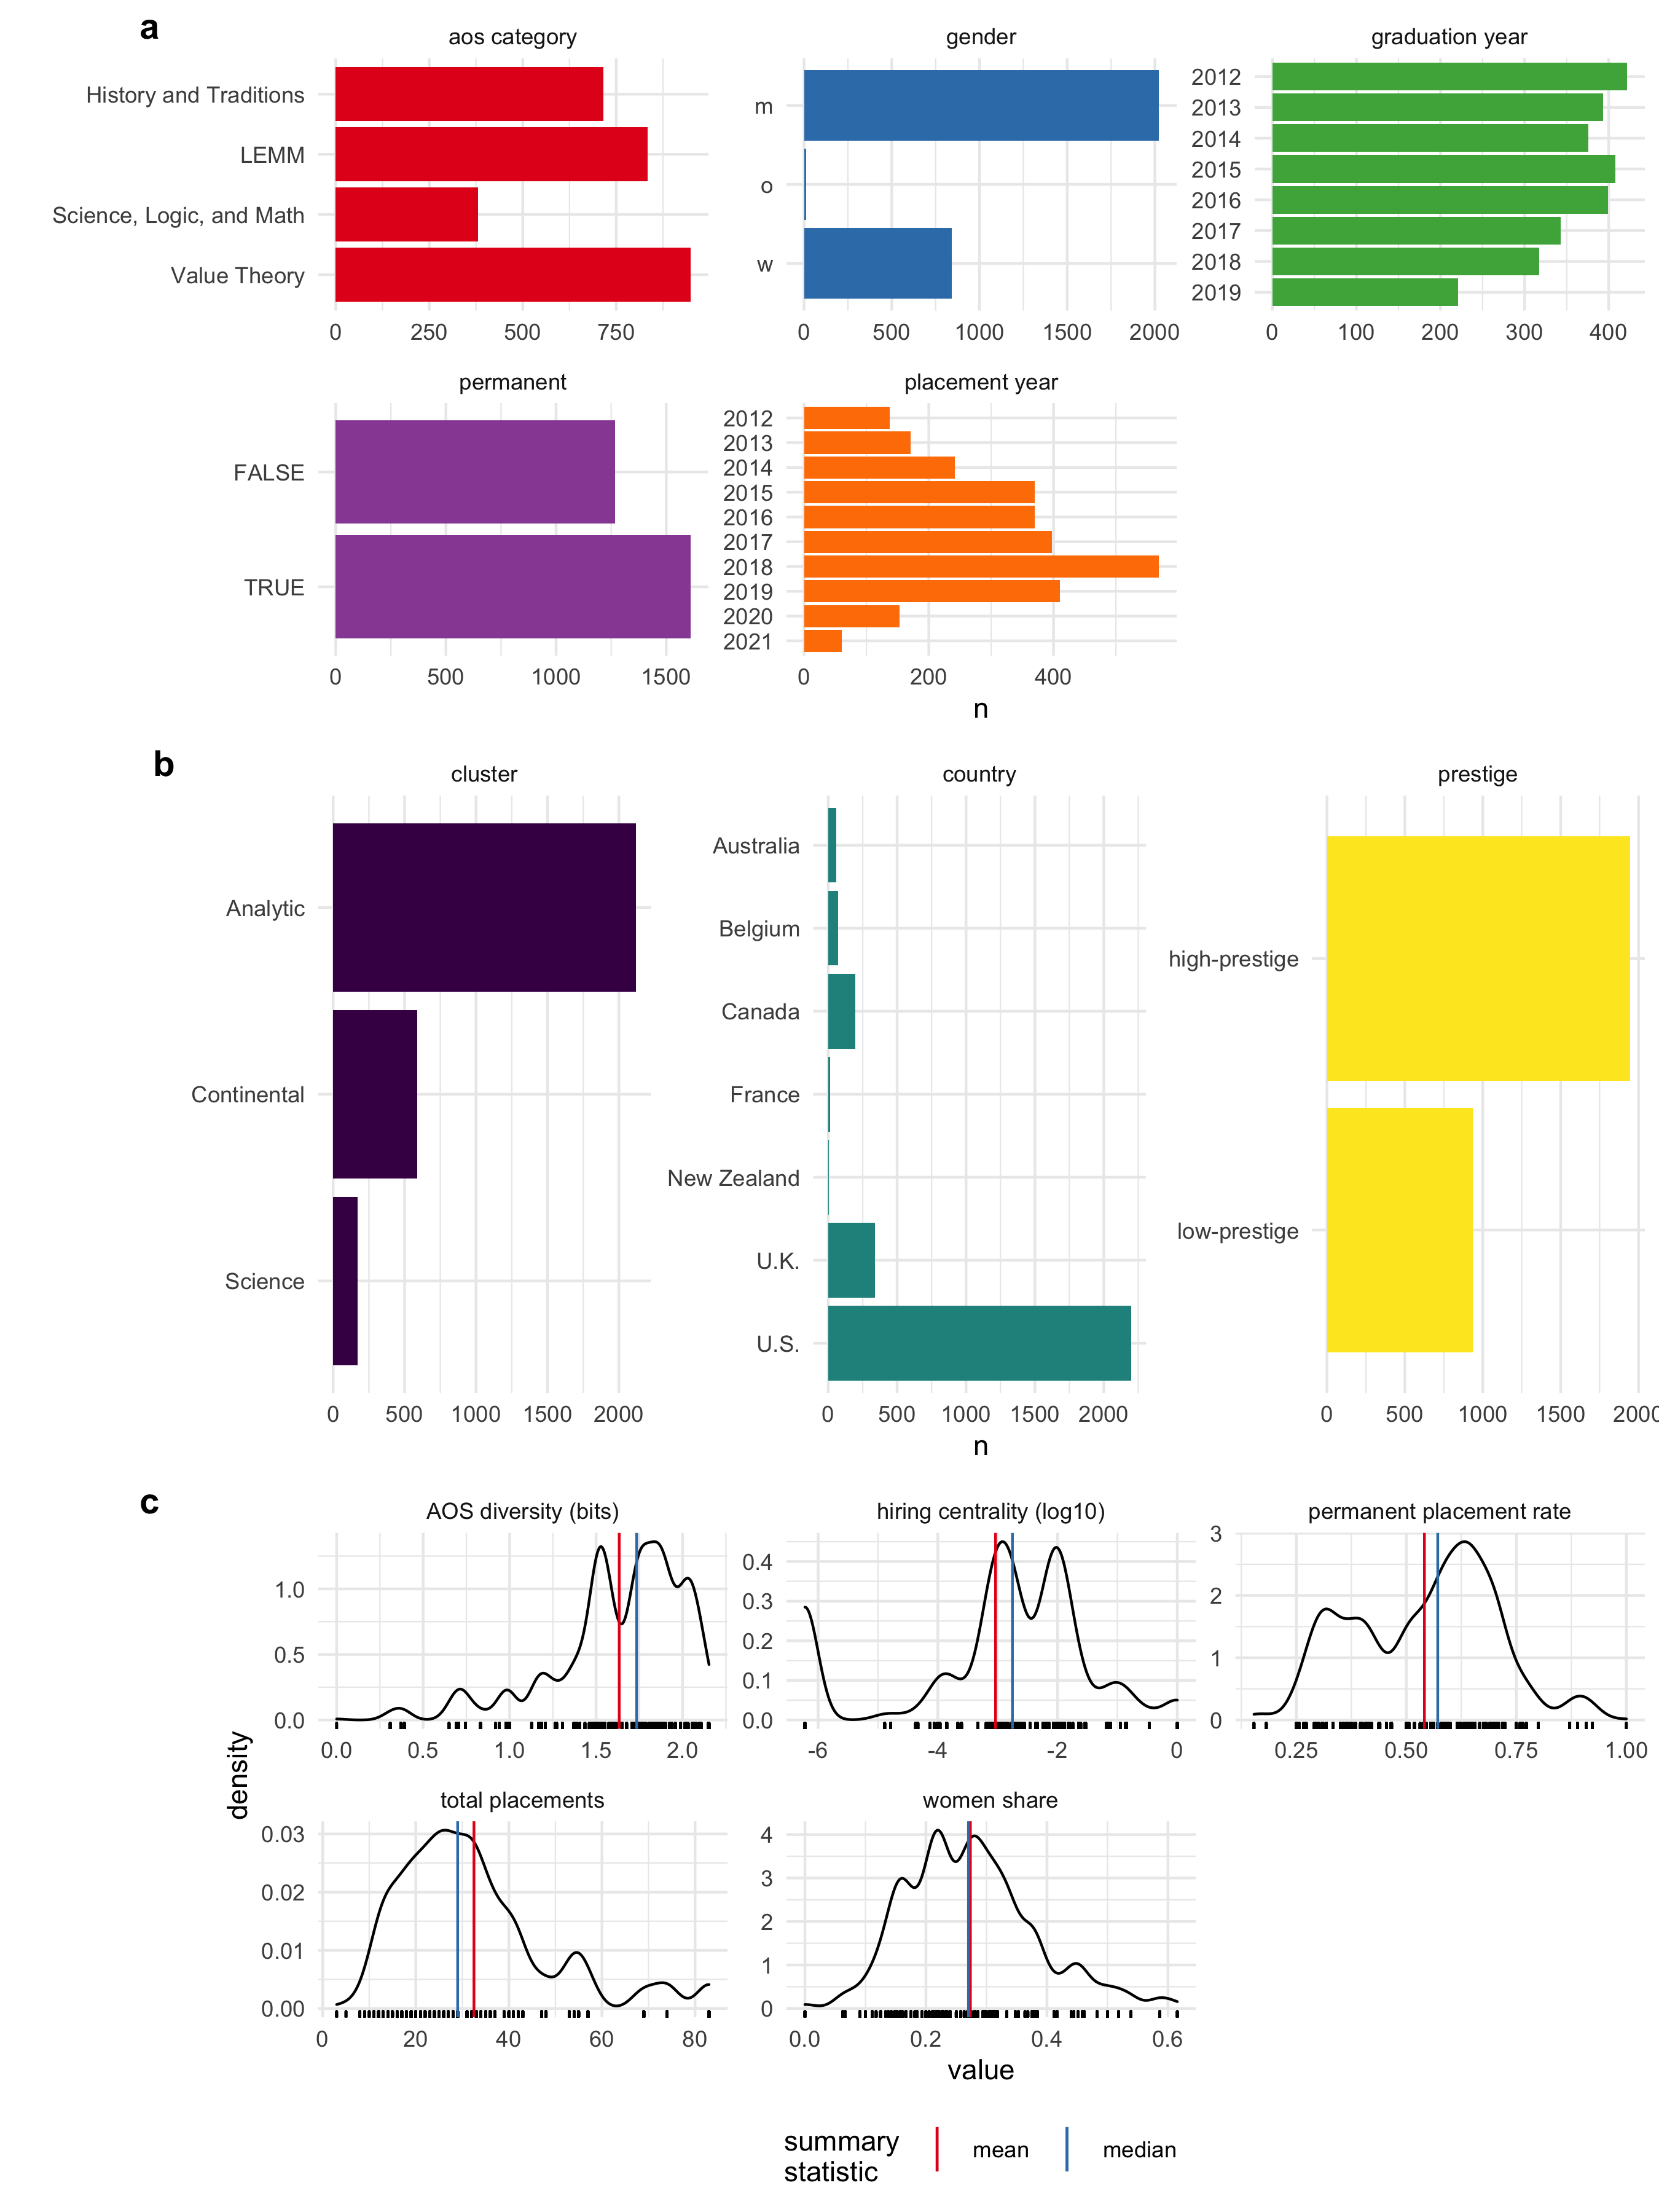 a
aos category
History and Traditions
LEMM
Science, Logic, and Math
Value Theory
0 250 500 750
gender
m
o
w
0 500 1000 1500 2000
graduation year
2012
2013
2014
2015
2016
2017
2018
2019
0 100 200 300 400
permanent
FALSE
TRUE
0 500 1000 1500
placement year
2012
2013
2014
2015
2016
2017
2018
2019
2020
2021
0 200 400
n
b
cluster
Analytic
Continental
Science
0 500 1000 1500 2000
country
Australia
Belgium
Canada
France
New Zealand
U.K.
U.S.
0 500 1000 1500 2000
prestige
high-prestige
low-prestige
0 500 1000 1500 2000
n
c
density
AOS diversity (bits)
1.0
0.5
0.0
0.0 0.5 1.0 1.5 2.0
hiring centrality (log10)
0.4
0.3
0.2
0.1
0.0
-6 -4 -2 0
permanent placement rate
3
2
1
0
0.25 0.50 0.75 1.00
total placements
0.03
0.02
0.01
0.00
0 20 40 60 80
women share
4
3
2
1
0
0.0 0.2 0.4 0.6
value
summary
statistic
mean median